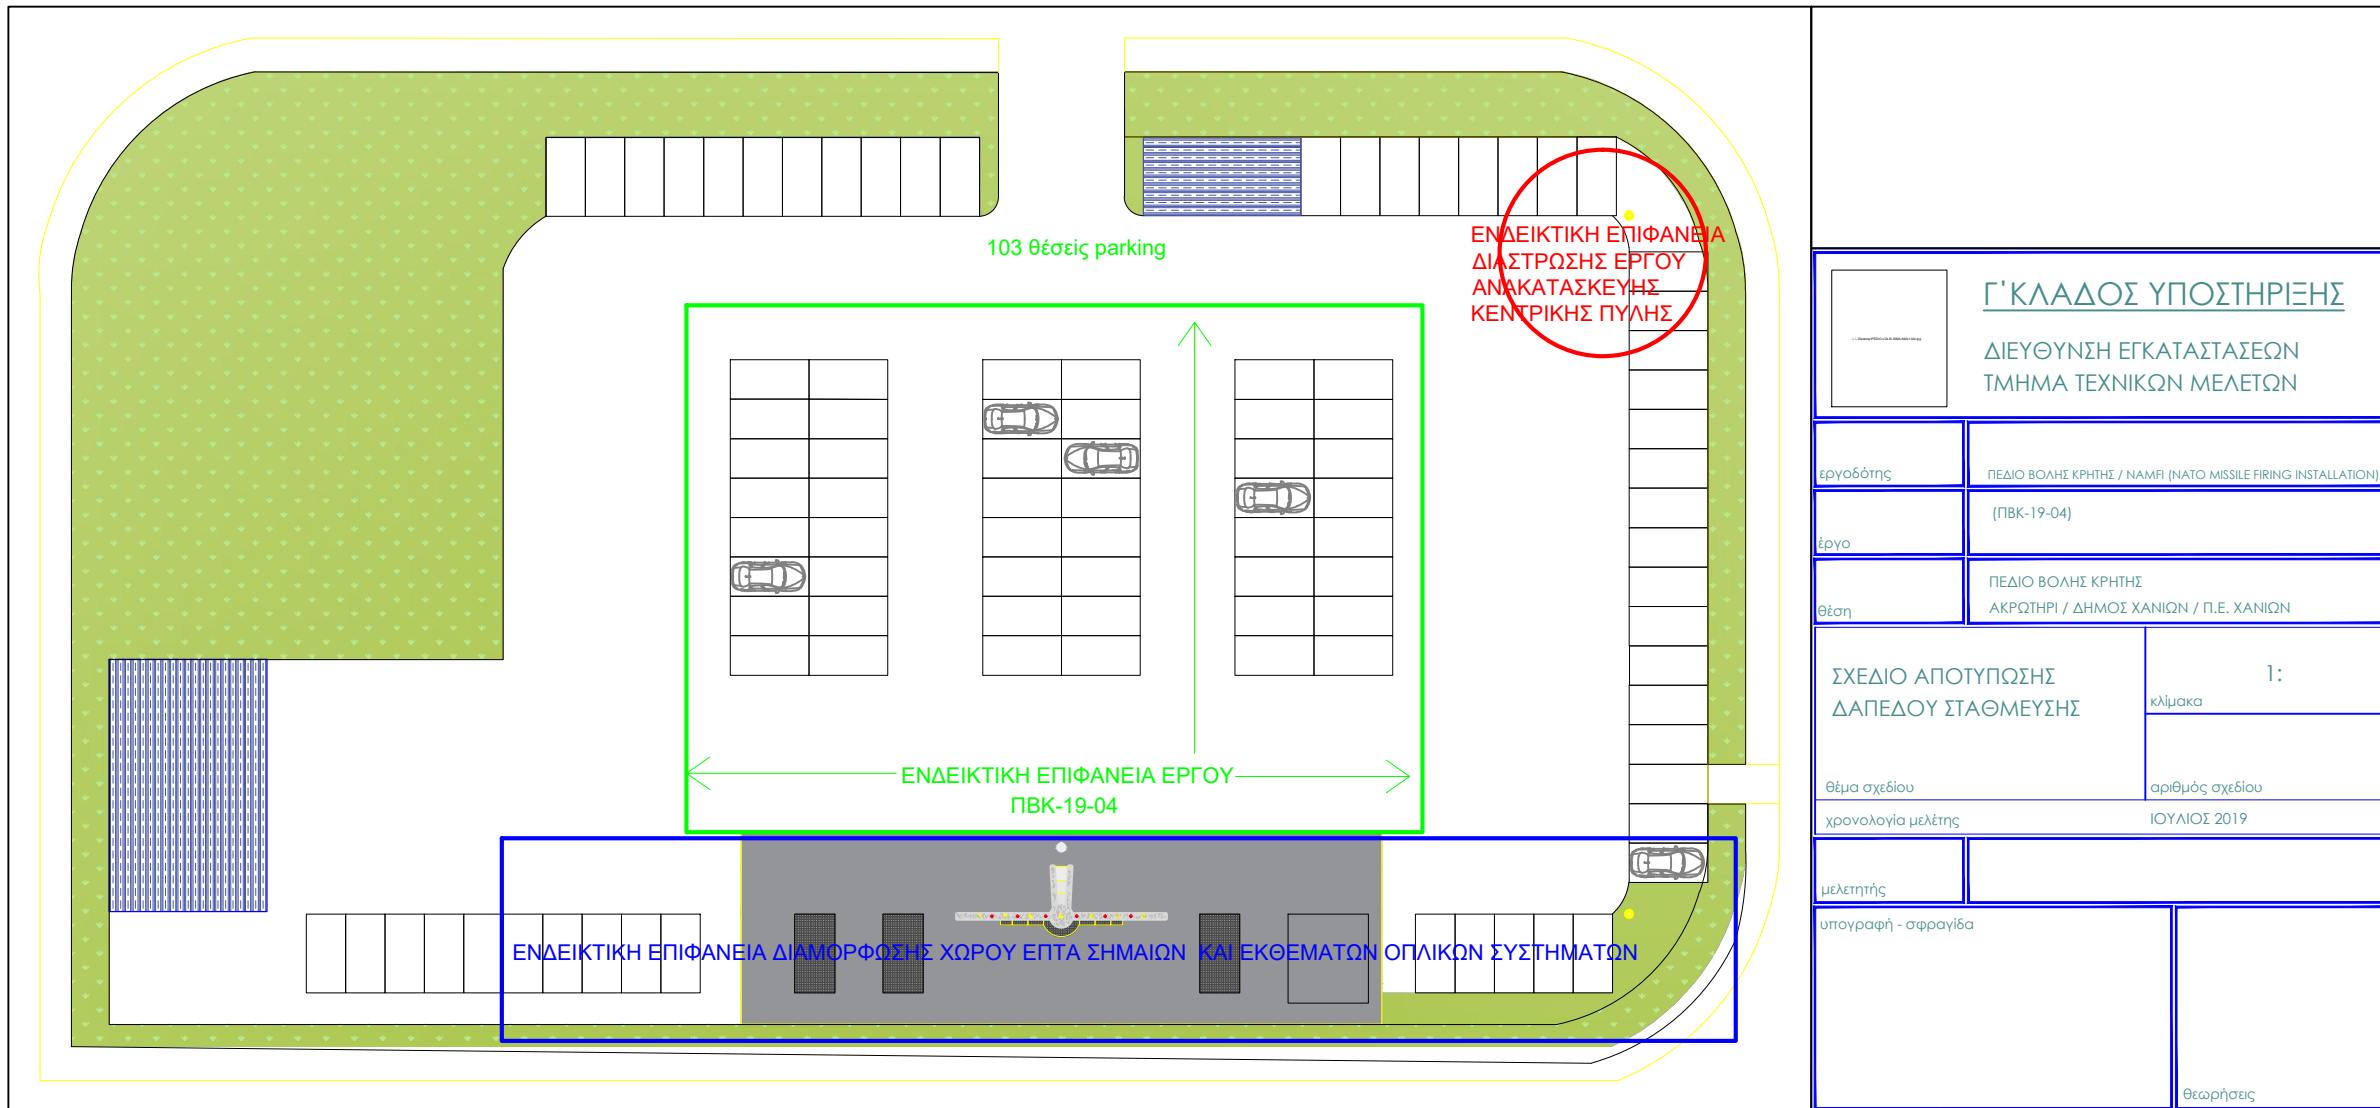 103 θέσεις parking
ΕΝΔΕΙΚΤΙΚΗ ΕΠΙΦΑΝΕΙΑ
ΔΙΑΣΤΡΩΣΗΣ ΕΡΓΟΥ
ΑΝΑΚΑΤΑΣΚΕΥΗΣ
ΚΕΝΤΡΙΚΗΣ ΠΥΛΗΣ
ΕΝΔΕΙΚΤΙΚΗ ΕΠΙΦΑΝΕΙΑ ΕΡΓΟΥ
ΠΒΚ-19-04
ΕΝΔΕΙΚΤΙΚΗ ΕΠΙΦΑΝΕΙΑ ΔΙΑΜΟΡΦΩΣΗΣ ΧΩΡΟΥ ΕΠΤΑ ΣΗΜΑΙΩΝ ΚΑΙ ΕΚΘΕΜΑΤΩΝ ΟΠΛΙΚΩΝ ΣΥΣΤΗΜΑΤΩΝ
Γ'ΚΛΑΔΟΣ ΥΠΟΣΤΗΡΙΞΗΣ
ΔΙΕΥΘΥΝΣΗ ΕΓΚΑΤΑΣΤΑΣΕΩΝ
ΤΜΗΜΑ ΤΕΧΝΙΚΩΝ ΜΕΛΕΤΩΝ
εργοδότης
ΠΕΔΙΟ ΒΟΛΗΣ ΚΡΗΤΗΣ / NAMFI (NATO MISSILE FIRING INSTALLATION)
έργο
(ΠΒΚ-19-04)
θέση
ΠΕΔΙΟ ΒΟΛΗΣ ΚΡΗΤΗΣ
ΑΚΡΩΤΗΡΙ / ΔΗΜΟΣ ΧΑΝΙΩΝ / Π.Ε. ΧΑΝΙΩΝ
ΣΧΕΔΙΟ ΑΠΟΤΥΠΩΣΗΣ
ΔΑΠΕΔΟΥ ΣΤΑΘΜΕΥΣΗΣ
θέμα σχεδίου
1:
κλίμακα
αριθμός σχεδίου
χρονολογία μελέτης
ΙΟΥΛΙΟΣ 2019
μελετητής
υπογραφή - σφραγίδα
θεωρήσεις